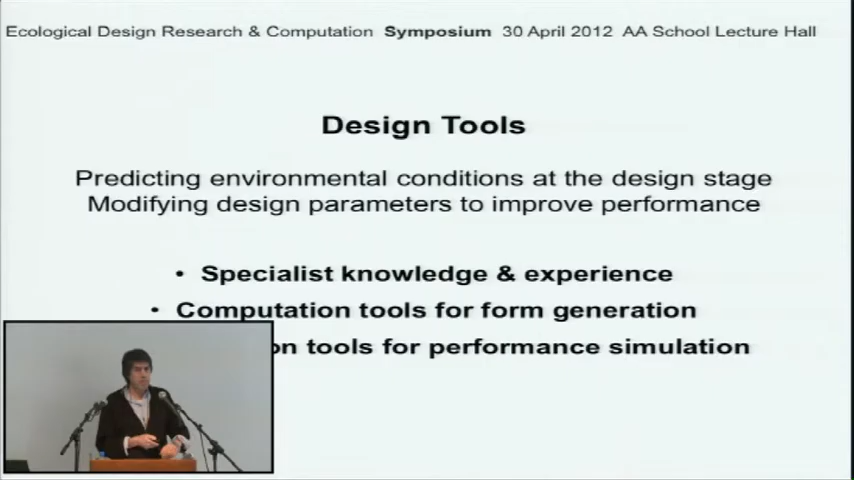 Ecological Design Research & Computation Symposium 30 April 2012 AA School Lecture Hall
Design Tools
Predicting environmental conditions at the design stage
Modifying design parameters to improve performance
• Specialist knowledge & experience
• Computation tools for form generation
on tools for performance simulation